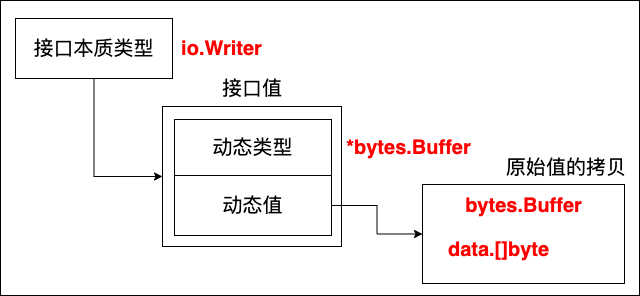 接口本质类型
io.Writer
接口值
动态类型
*bytes.Buffer
动态值
原始值的拷贝
bytes.Buffer
data.[]byte